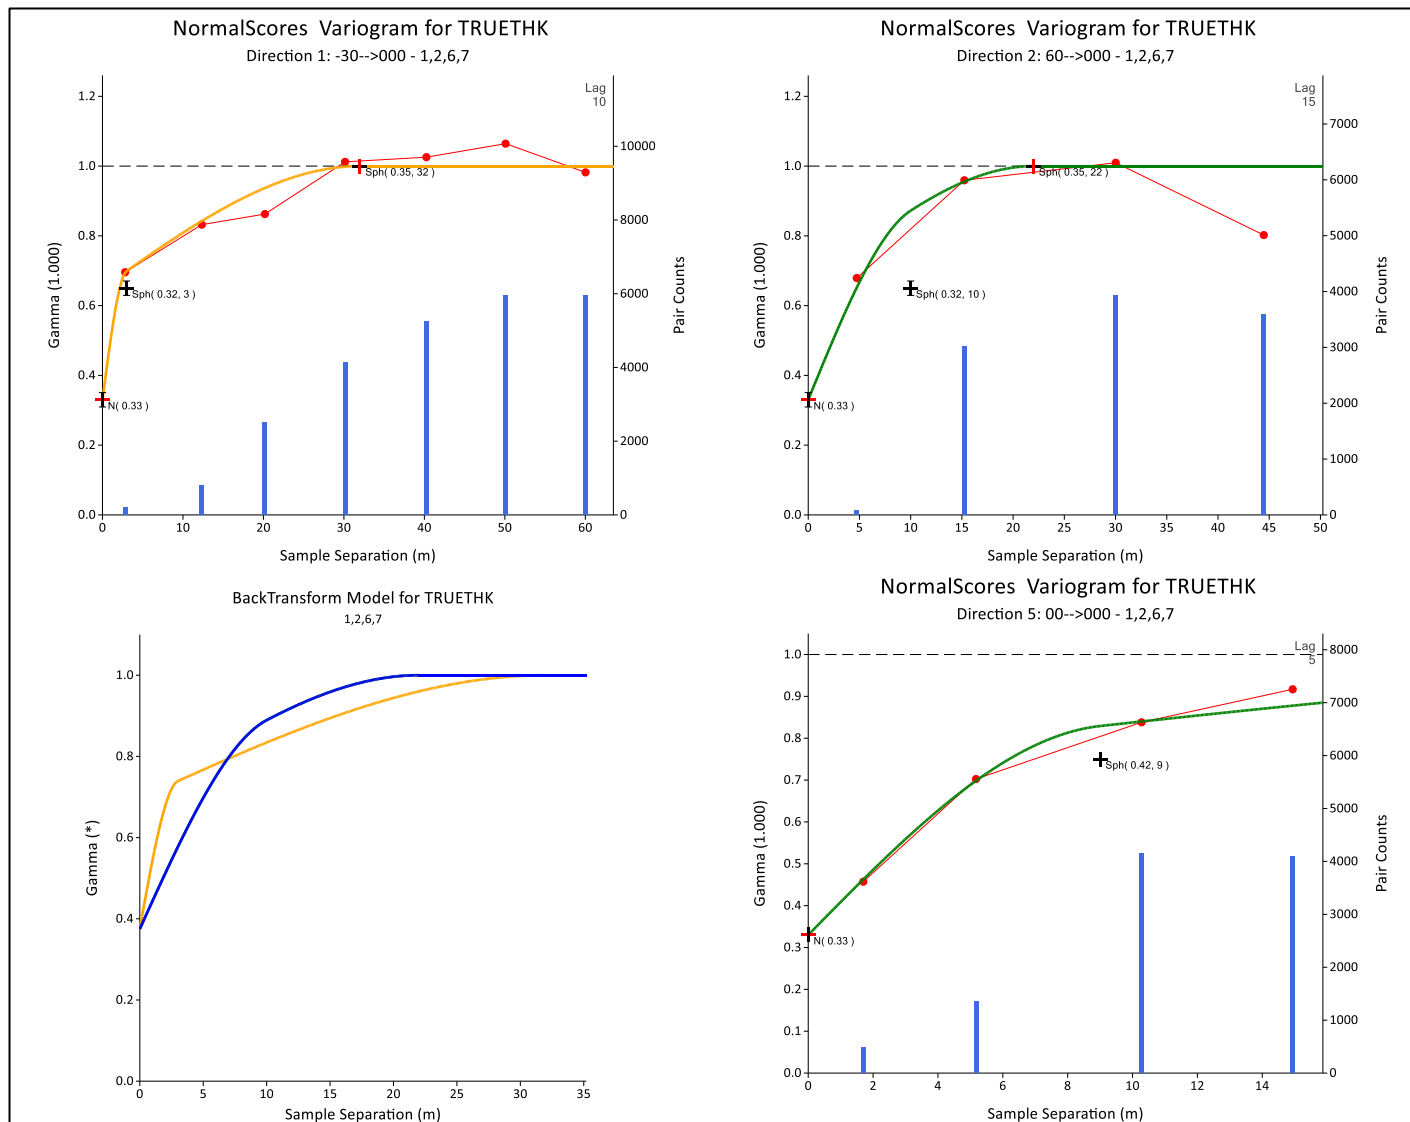 NormalScores  Variogram for TRUETHK
Direction 1: -30-->000 - 1,2,6,7
Lag
10
1.2
1.0
0.8
0.6
0.4
0.2
0.0
Gamma (1.000)
10000
8000
6000
4000
2000
0
Pair Counts
Sph( 0.35, 32 )
Sph( 0.32, 3 )
N( 0.33 )
0 10 20 30 40 50 60
Sample Separation (m)
NormalScores  Variogram for TRUETHK
Direction 2: 60-->000 - 1,2,6,7
Lag
15
1.2
1.0
0.8
0.6
0.4
0.2
0.0
Gamma (1.000)
7000
6000
5000
4000
3000
2000
1000
0
Pair Counts
Sph( 0.35, 22 )
Sph( 0.32, 10 )
N( 0.33 )
0 5 10 15 20 25 30 35 40 45 50
Sample Separation (m)
BackTransform Model for TRUETHK
1,2,6,7
1.0
0.8
0.6
0.4
0.2
0.0
Gamma (*)
0 5 10 15 20 25 30 35
Sample Separation (m)
NormalScores  Variogram for TRUETHK
Direction 5: 00-->000 - 1,2,6,7
Lag
5
1.0
0.9
0.8
0.7
0.6
0.5
0.4
0.3
0.2
0.1
0.0
Gamma (1.000)
8000
7000
6000
5000
4000
3000
2000
1000
0
Pair Counts
Sph( 0.42, 9 )
N( 0.33 )
0 2 4 6 8 10 12 14
Sample Separation (m)